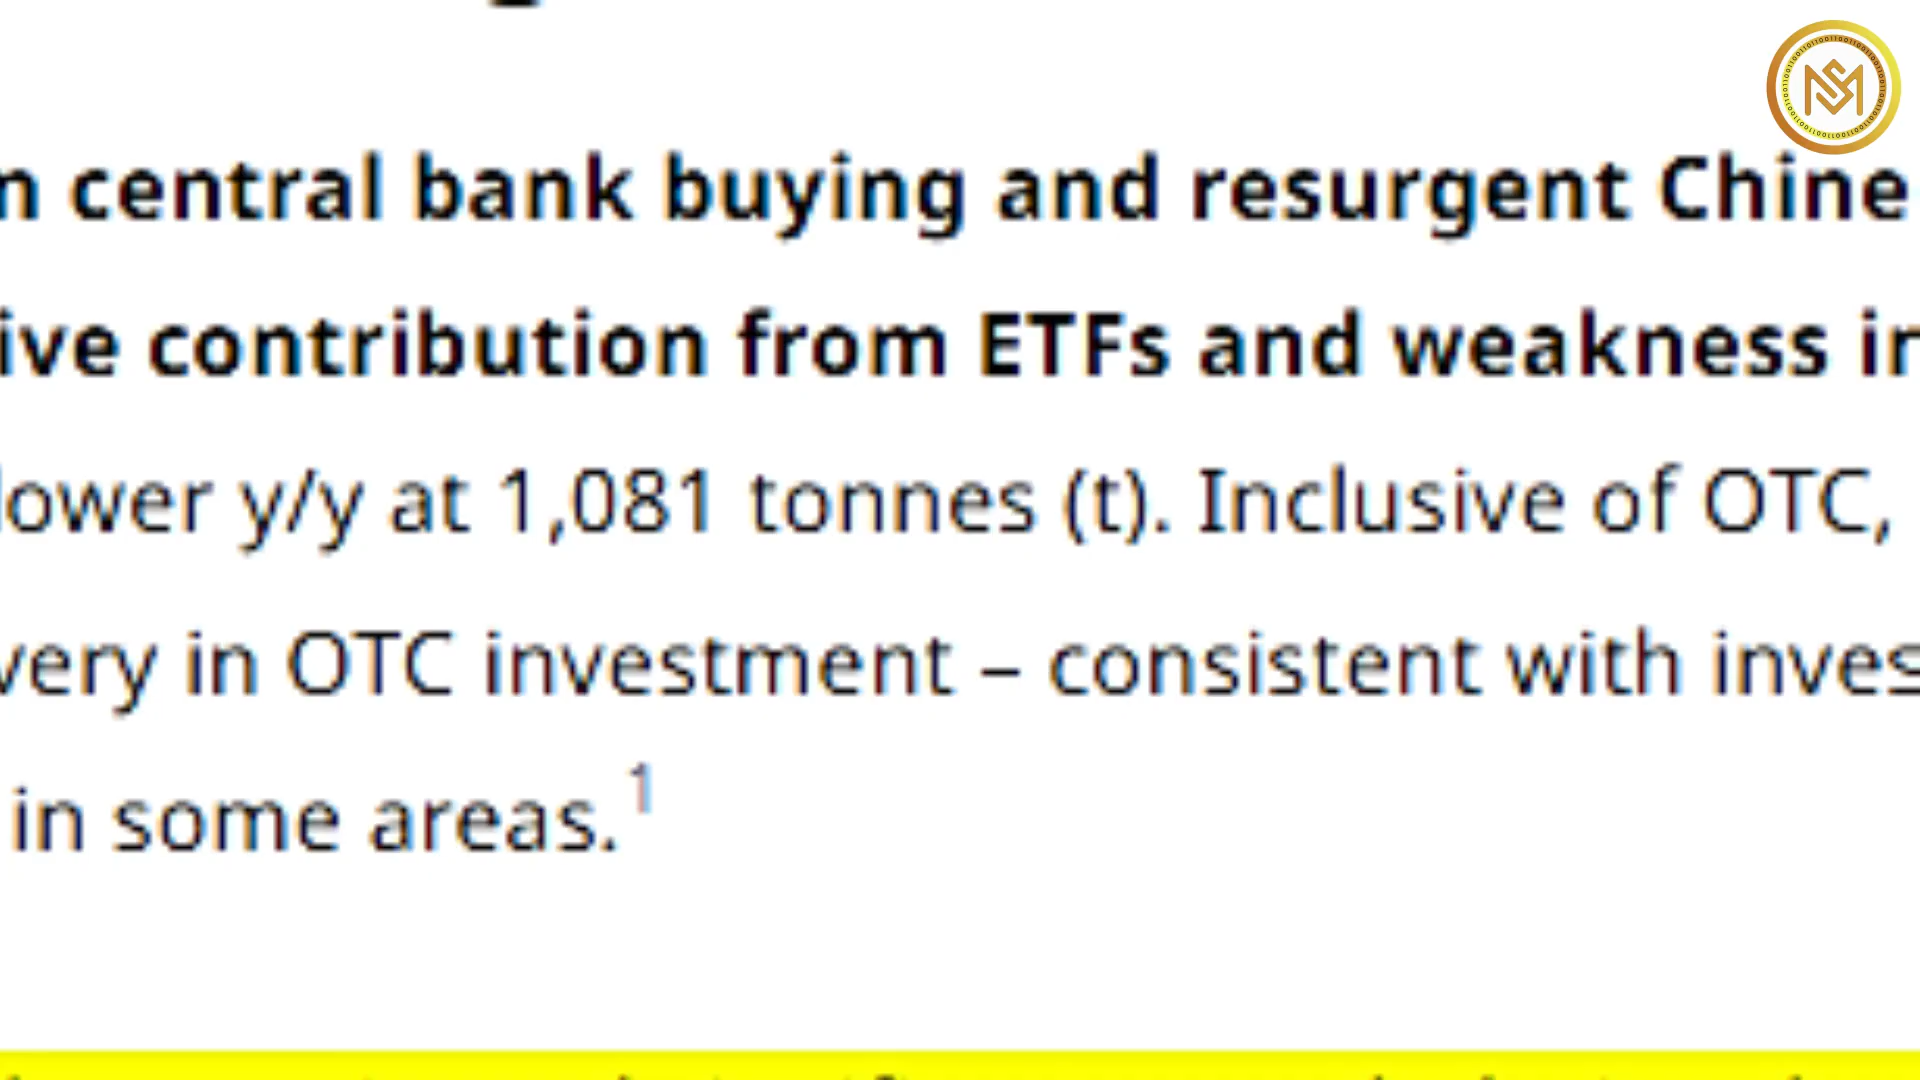 n central bank buying and resurgent Chine
ive contribution from ETFs and weakness in
lower y/y at 1,081 tonnes (t). Inclusive of OTC,
very in OTC investment – consistent with inves
in some areas.1